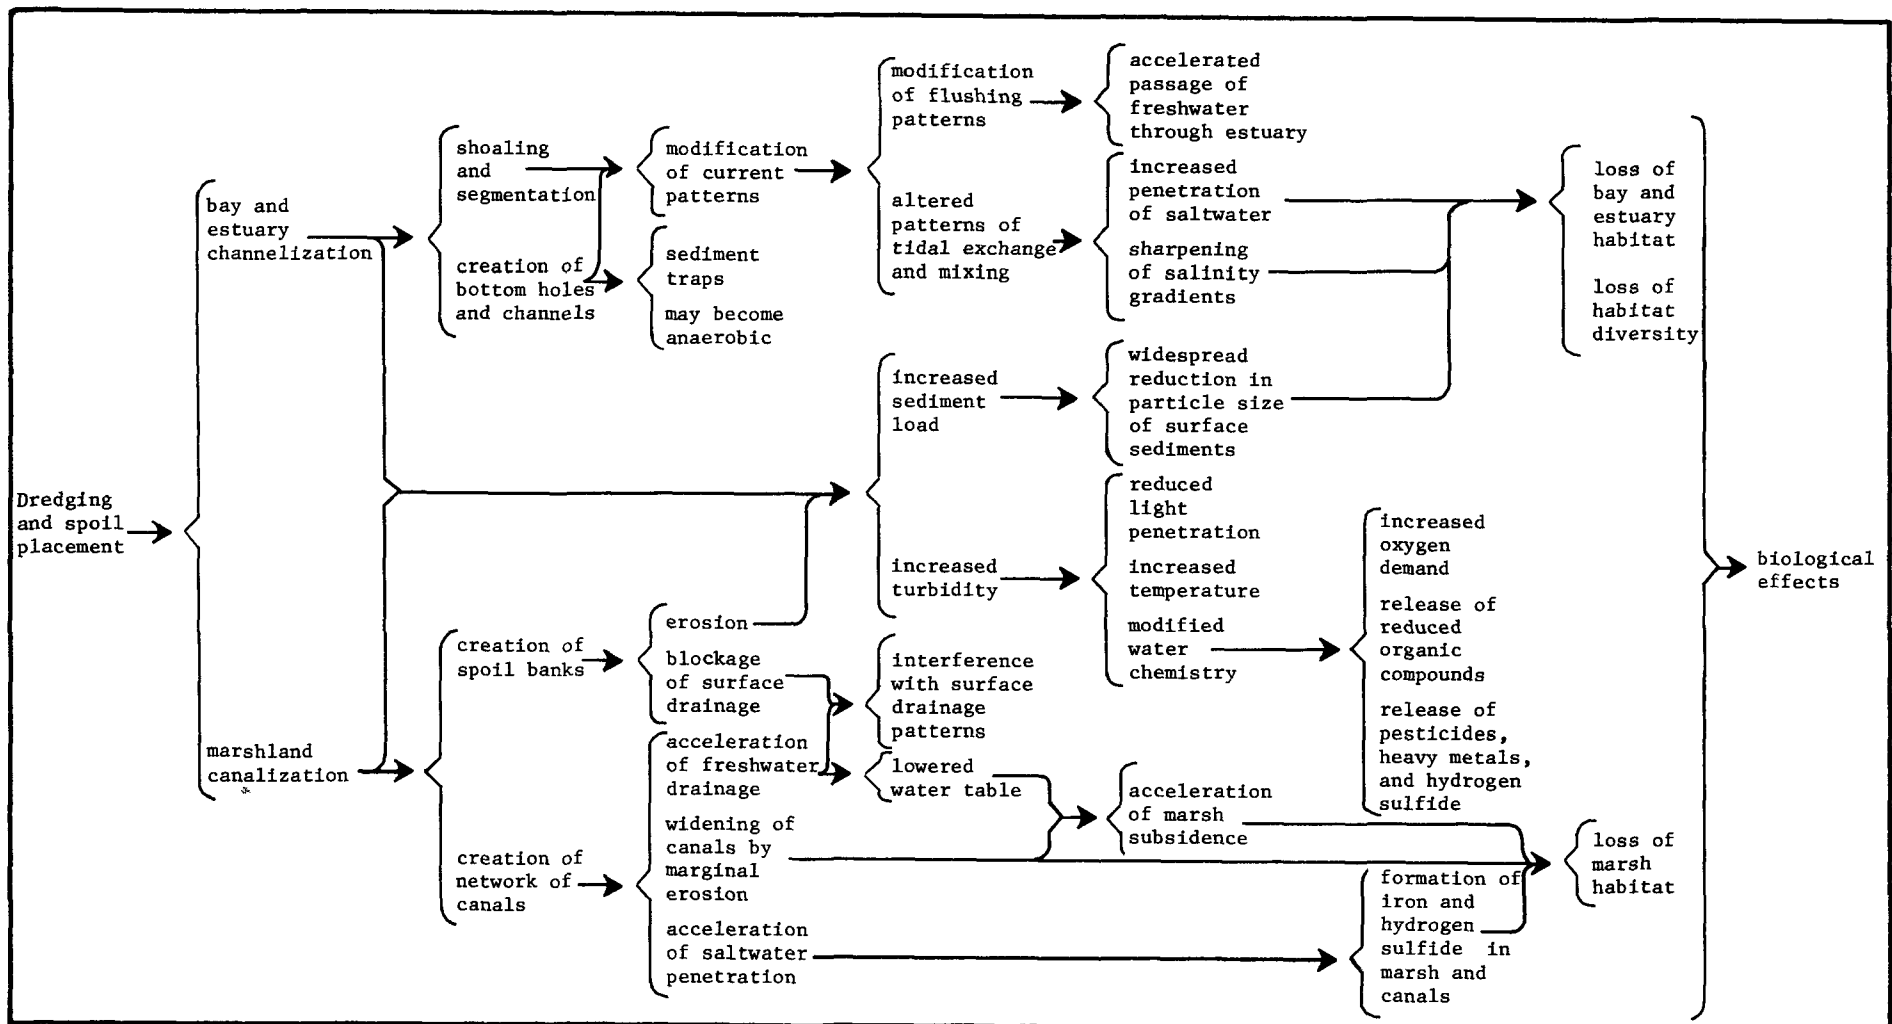 Dredging
and spoil
placement
bay and
estuary
channelization
marshland
canalization
shoaling
and
segmentation
creation of
bottom holes
and channels
creation of
spoil banks
creation of
network of
canals
modification
of current
patterns
sediment
traps
may become
anaerobic
erosion
blockage
of surface
drainage
acceleration
of freshwater
drainage
widening of
canals by
marginal
erosion
acceleration
of saltwater
penetration
modification
of flushing
patterns
altered
patterns of
tidal exchange
and mixing
increased
sediment
load
increased
turbidity
interference
with surface
drainage
patterns
lowered
water table
accelerated
passage of
freshwater
through estuary
increased
penetration
of saltwater
sharpening
of salinity
gradients
widespread
reduction in
particle size
of surface
sediments
reduced
light
penetration
increased
temperature
modified
water
chemistry
acceleration
of marsh
subsidence
increased
oxygen
demand
release of
reduced
organic
compounds
release of
pesticides,
heavy metals,
and hydrogen
sulfide
formation of
iron and
hydrogen
sulfide in
marsh and
canals
loss of
bay and
estuary
habitat
loss of
habitat
diversity
loss of
marsh
habitat
biological
effects